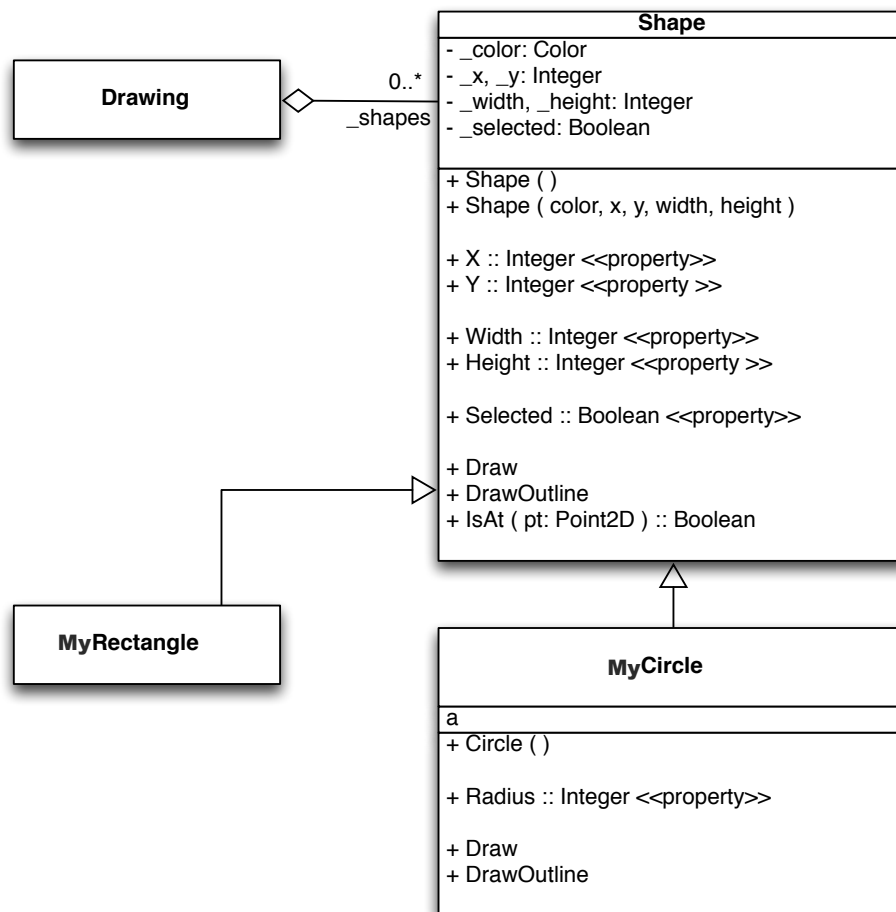 Shape
- _color: Color
- _x, _y: Integer
- _width, _height: Integer
- _selected: Boolean
Drawing
0..*
_shapes
+ Shape ( )
+ Shape ( color, x, y, width, height )
+ X :: Integer <<property>>
+ Y :: Integer <<property >>
+ Width :: Integer <<property>>
+ Height :: Integer <<property >>
+ Selected :: Boolean <<property>>
+ Draw
+ DrawOutline
+ IsAt ( pt: Point2D ) :: Boolean
MyRectangle
MyCircle
a
+ Circle ( )
+ Radius :: Integer <<property>>
+ Draw
+ DrawOutline